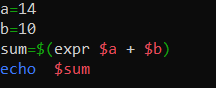 a=14
b=10
sum=$(expr $a + $b)
echo  $sum